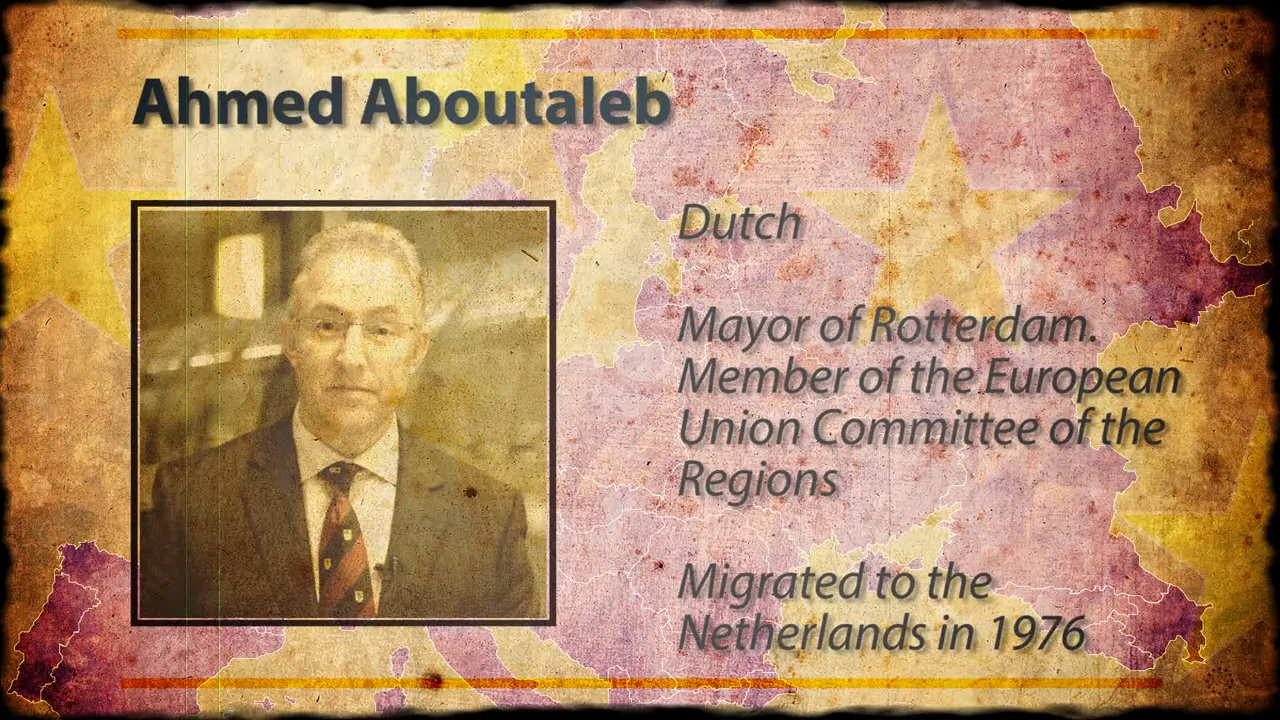 Ahmed Aboutaleb
Dutch
Mayor of Rotterdam.
Member of the European
Union Committee of the
Regions
Migrated to the
Netherlands in 1976